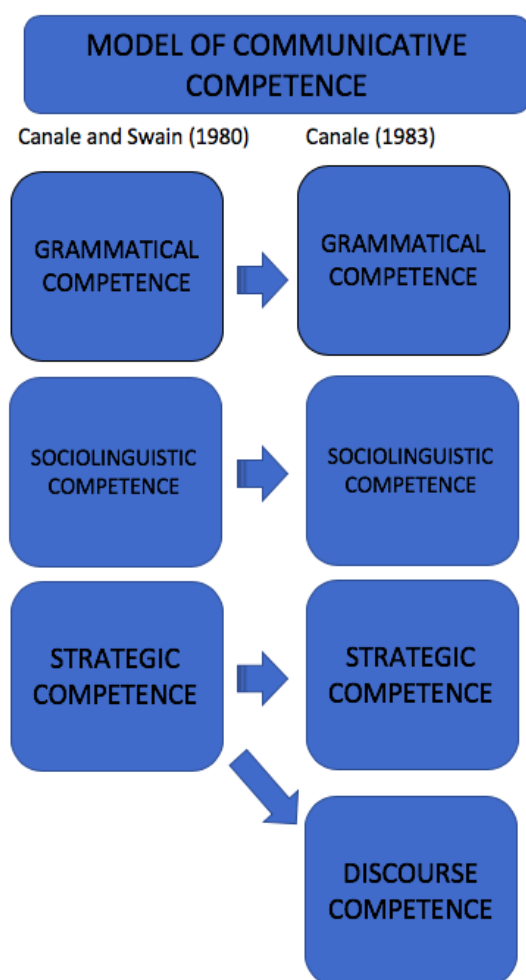 MODEL OF COMMUNICATIVE
COMPETENCE
Canale and Swain (1980)
Canale (1983)
GRAMMATICAL
COMPETENCE
GRAMMATICAL
COMPETENCE
SOCIOLINGUISTIC
COMPETENCE
SOCIOLINGUISTIC
COMPETENCE
STRATEGIC
COMPETENCE
STRATEGIC
COMPETENCE
DISCOURSE
COMPETENCE